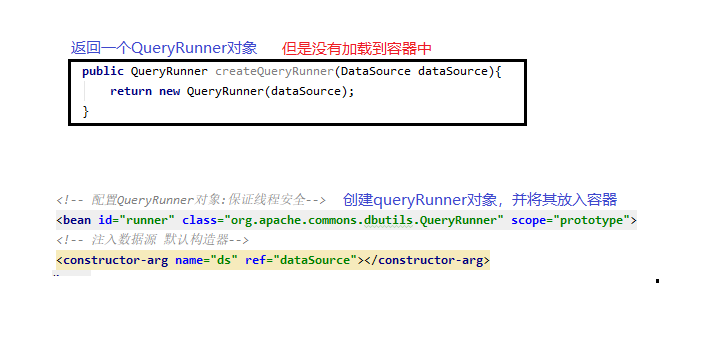 返回一个QueryRunner对象 但是没有加载到容器中
public QueryRunner createQueryRunner(DataSource dataSource){
return new QueryRunner(dataSource);
}
<!-- 配置QueryRunner对象:保证线程安全--> 创建queryRunner对象，并将其放入容器
<bean id="runner" class="org.apache.commons.dbutils.QueryRunner" scope="prototype">
<!-- 注入数据源 默认构造器-->
<constructor-arg name="ds" ref="dataSource"></constructor-arg>